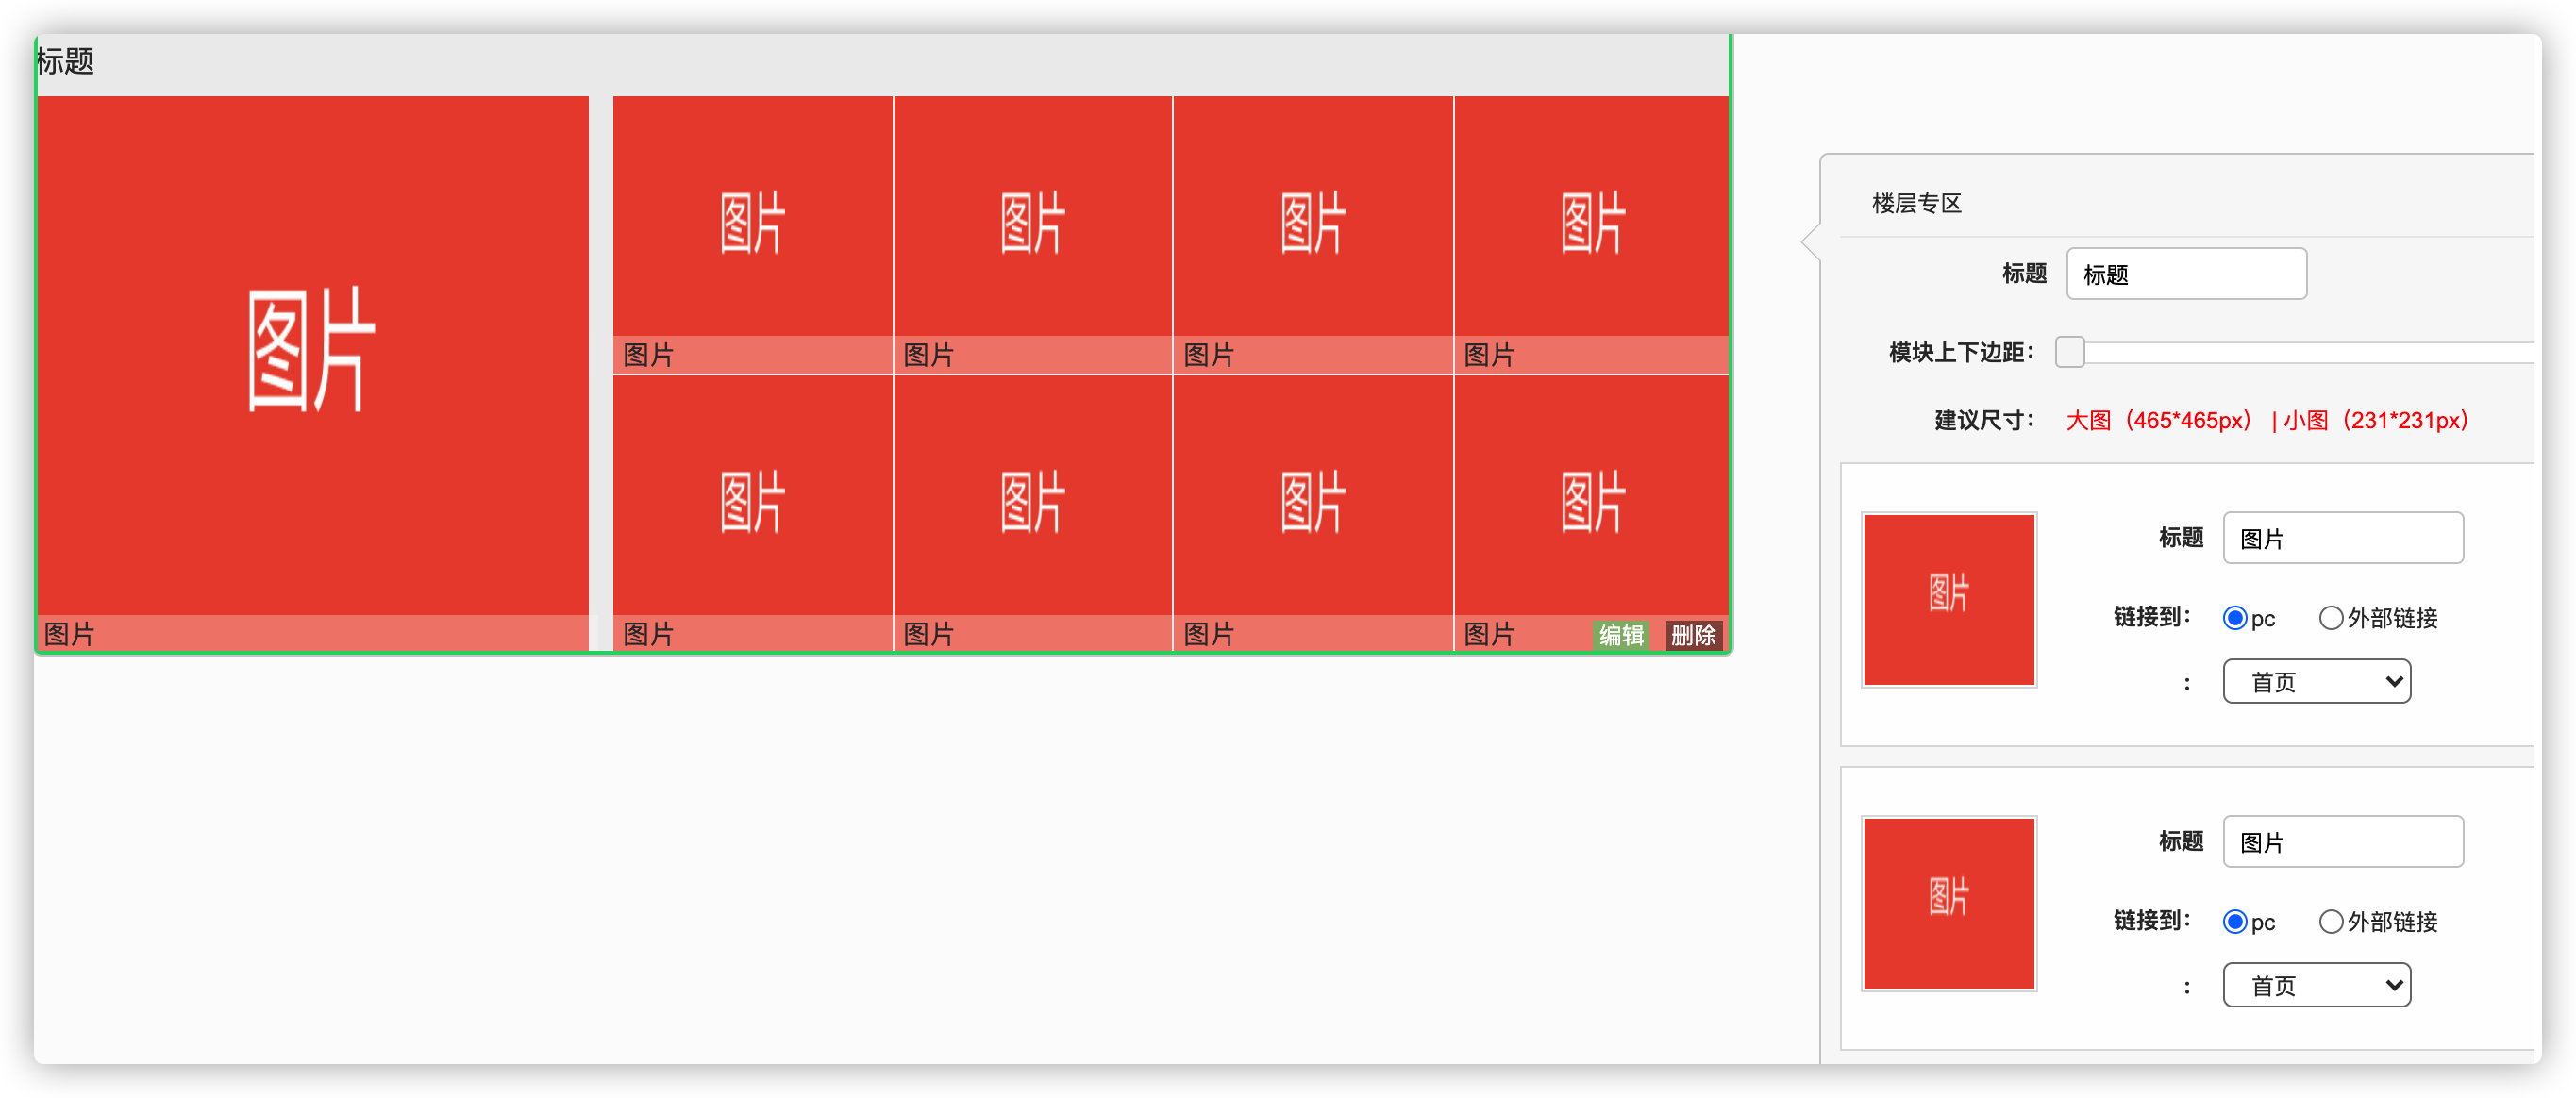 标题
图片
图片
图片 图片 图片 图片
图片 图片 图片 图片
图片 图片 图片 图片
图片 图片 图片 图片 编辑 删除
楼层专区
标题 标题
模块上下边距：
建议尺寸： 大图（465*465px） | 小图（231*231px）
图片
标题 图片
链接到： pc 外部链接
： 首页
图片
标题 图片
链接到： pc 外部链接
： 首页